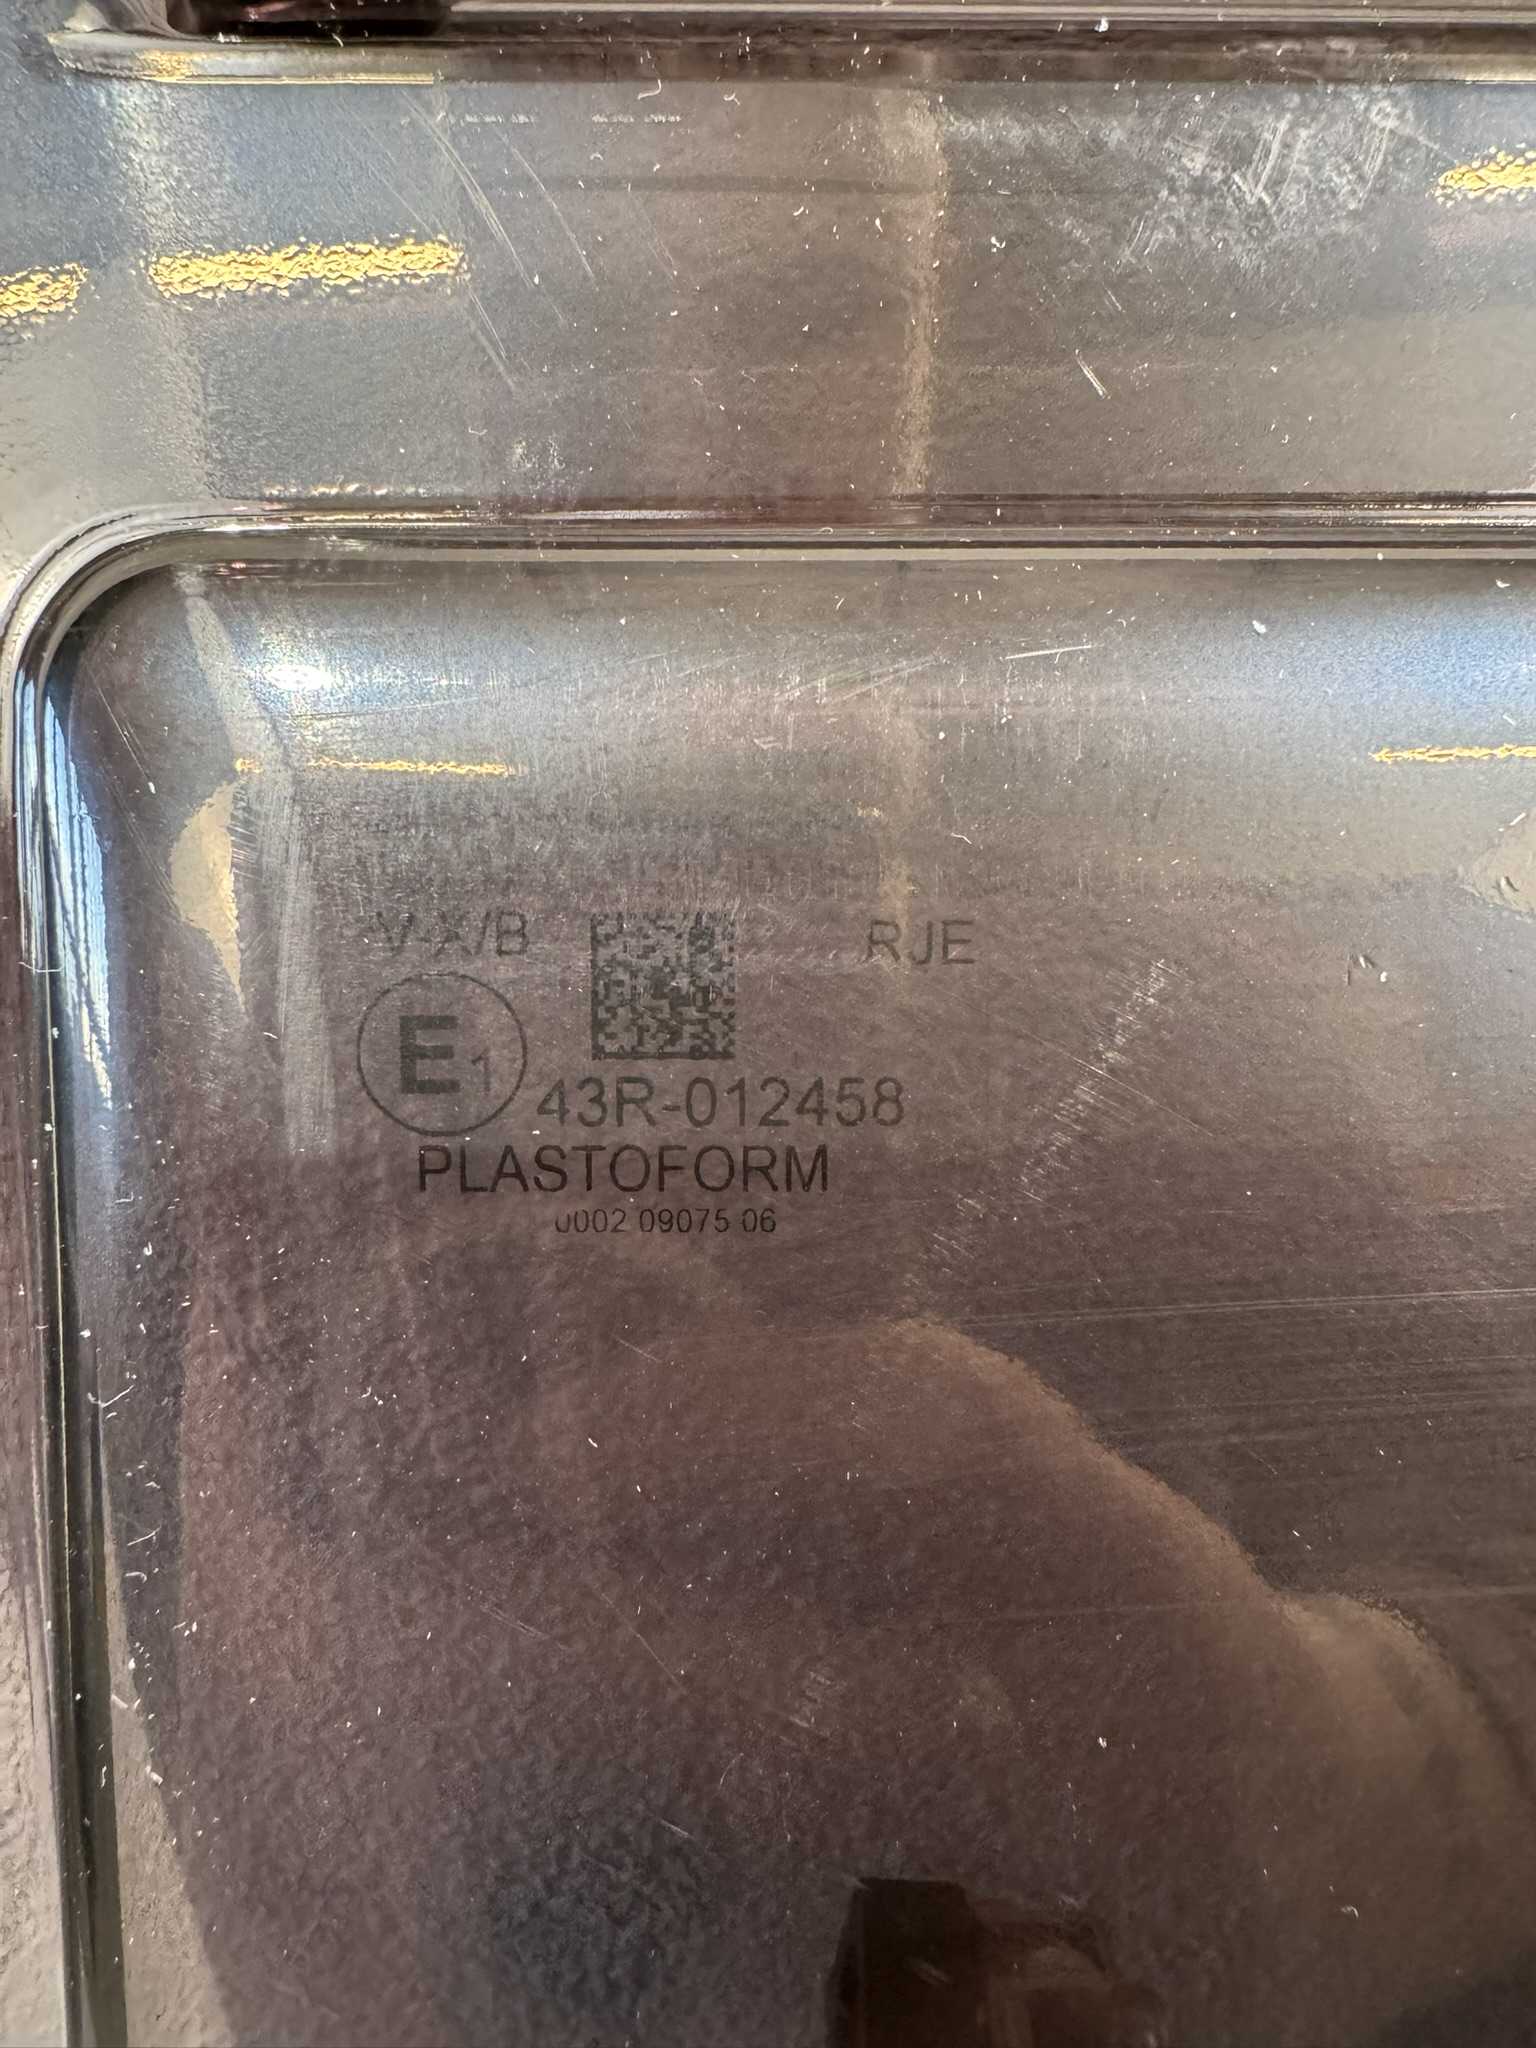 V-X/B RJE
E1 43R-012458
PLASTOFORM
0002 09075 06